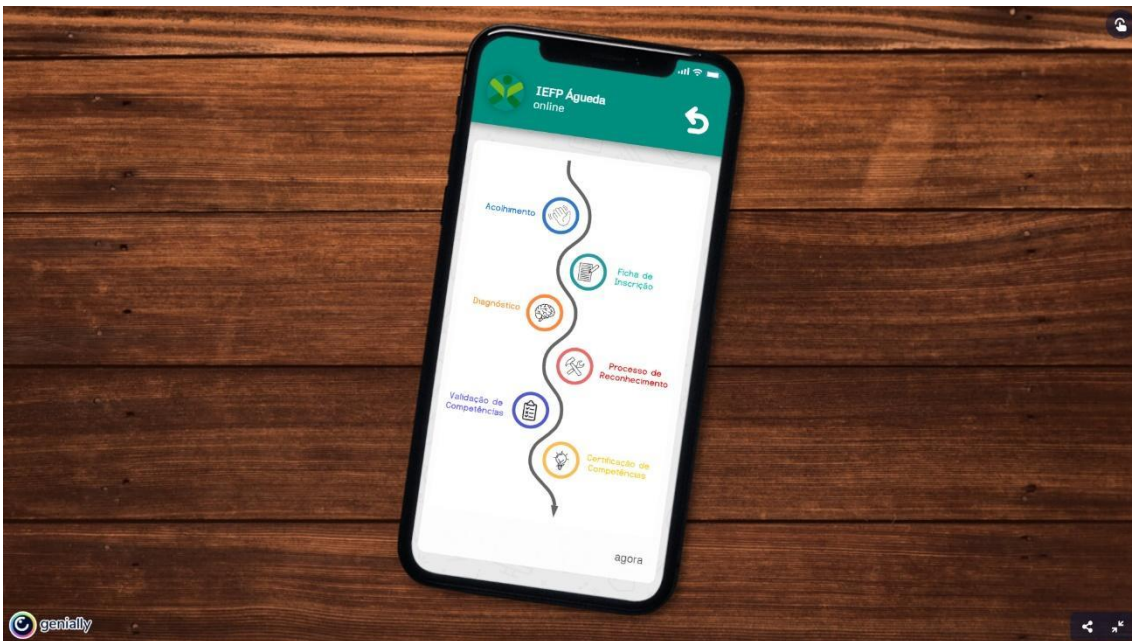 IEFP Águeda
online
Acolhimento
Ficha de
Inscrição
Diagnóstico
Processo de
Reconhecimento
Validação de
Competências
Certificação de
Competências
agora
genially